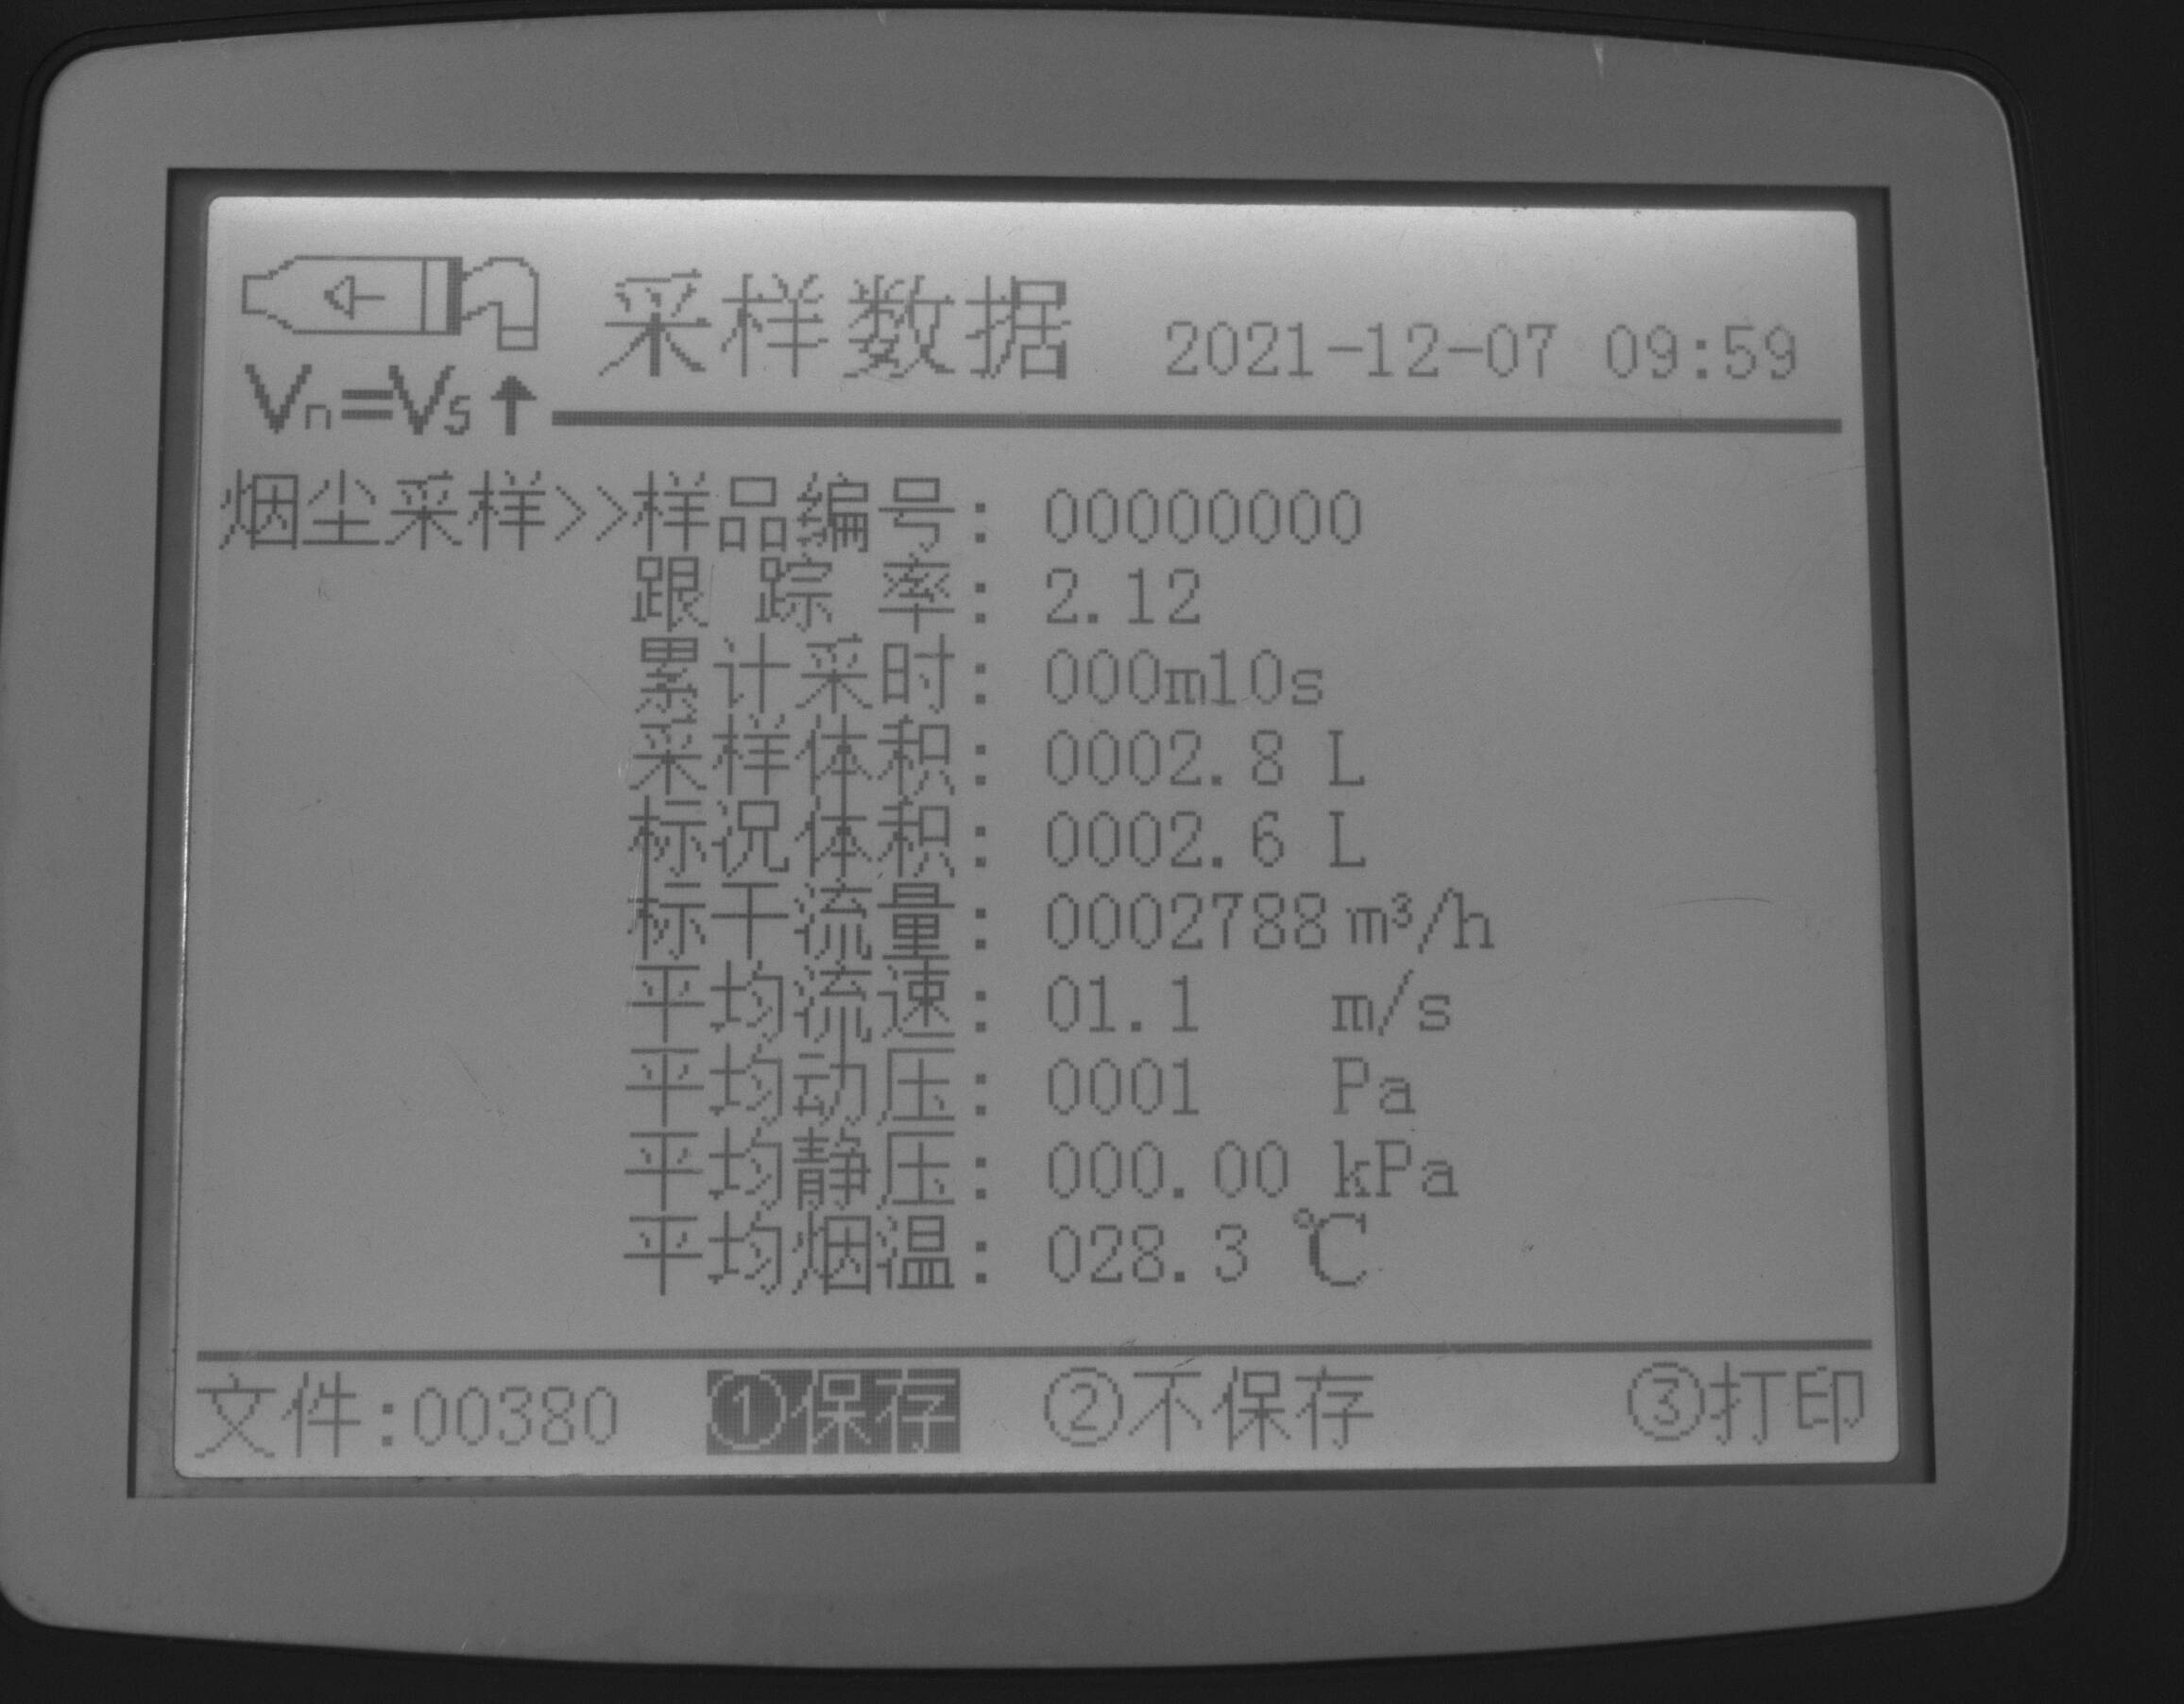 采样数据 2021-12-07 09:59
Vn=Vs↑
烟尘采样>>样品编号: 00000000
跟踪率: 2.12
累计采时: 000m10s
采样体积: 0002.8 L
标况体积: 0002.6 L
标干流量: 0002788 m³/h
平均流速: 01.1 m/s
平均动压: 0001 Pa
平均静压: 000.00 kPa
平均烟温: 028.3 ℃
文件:00380 ①保存 ②不保存 ③打印